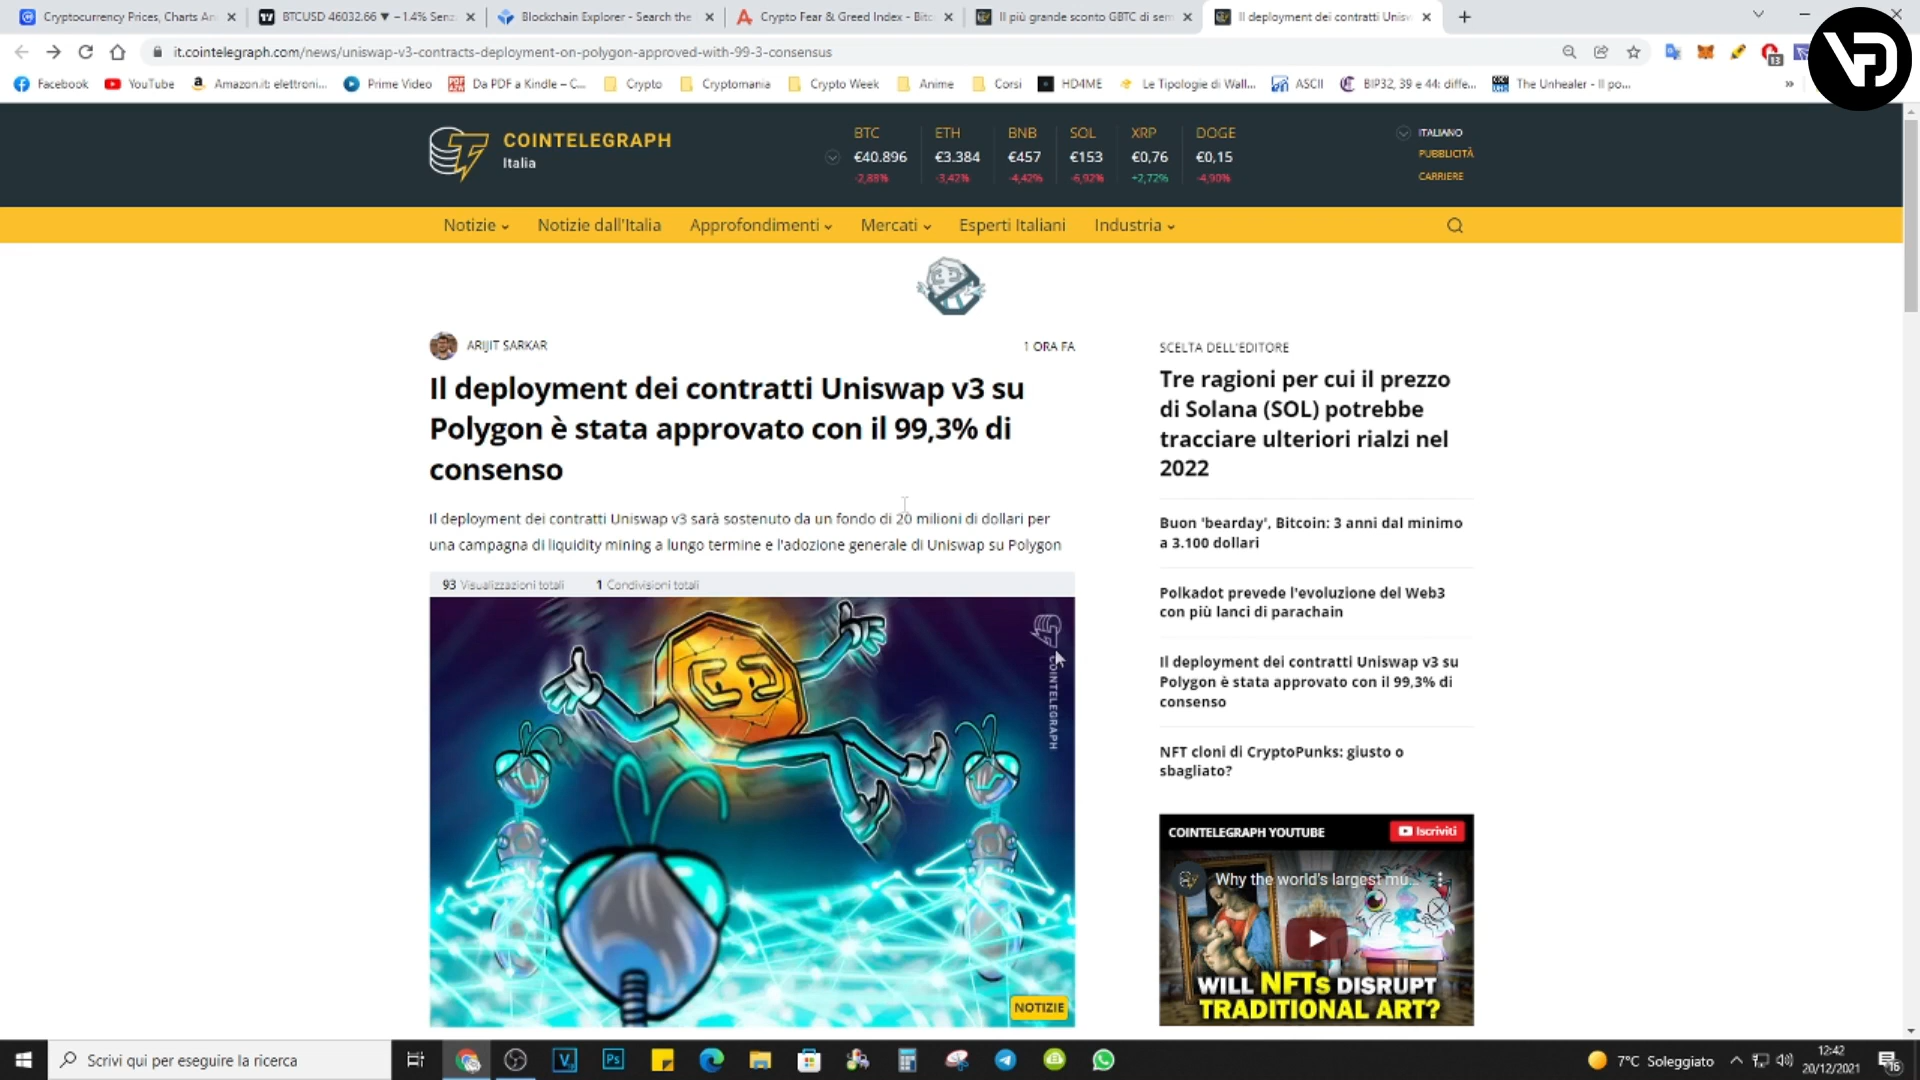 Cryptocurrency Prices, Charts An
BTCUSD 46032.66 ▼ −1.4% Senz
Blockchain Explorer - Search the
Crypto Fear & Greed Index - Bitc
Il più grande sconto GBTC di sem
Il deployment dei contratti Unisw
it.cointelegraph.com/news/uniswap-v3-contracts-deployment-on-polygon-approved-with-99-3-consensus
13
Facebook
YouTube
Amazon.it: elettroni...
Prime Video
Da PDF a Kindle – C...
Crypto
Cryptomania
Crypto Week
Anime
Corsi
HD4ME
Le Tipologie di Wall...
ASCII
BIP32, 39 e 44: diffe...
The Unhealer - Il po...
»
COINTELEGRAPH
Italia
BTC ETH BNB SOL XRP DOGE
€40.896 €3.384 €457 €153 €0,76 €0,15
-2,88% -3,42% -4,42% -6,92% +2,72% -4,90%
ITALIANO
PUBBLICITÀ
CARRIERE
Notizie Notizie dall'Italia Approfondimenti Mercati Esperti Italiani Industria
ARIJIT SARKAR
1 ORA FA
Il deployment dei contratti Uniswap v3 su
Polygon è stata approvato con il 99,3% di
consenso
Il deployment dei contratti Uniswap v3 sarà sostenuto da un fondo di 20 milioni di dollari per
una campagna di liquidity mining a lungo termine e l'adozione generale di Uniswap su Polygon
93 Visualizzazioni totali 1 Condivisioni totali
COINTELEGRAPH
NOTIZIE
SCELTA DELL'EDITORE
Tre ragioni per cui il prezzo
di Solana (SOL) potrebbe
tracciare ulteriori rialzi nel
2022
Buon 'bearday', Bitcoin: 3 anni dal minimo
a 3.100 dollari
Polkadot prevede l'evoluzione del Web3
con più lanci di parachain
Il deployment dei contratti Uniswap v3 su
Polygon è stata approvato con il 99,3% di
consenso
NFT cloni di CryptoPunks: giusto o
sbagliato?
COINTELEGRAPH YOUTUBE
Iscriviti
Why the world's largest mu...
WILL NFTs DISRUPT
TRADITIONAL ART?
Scrivi qui per eseguire la ricerca
7°C Soleggiato
12:42
20/12/2021
16